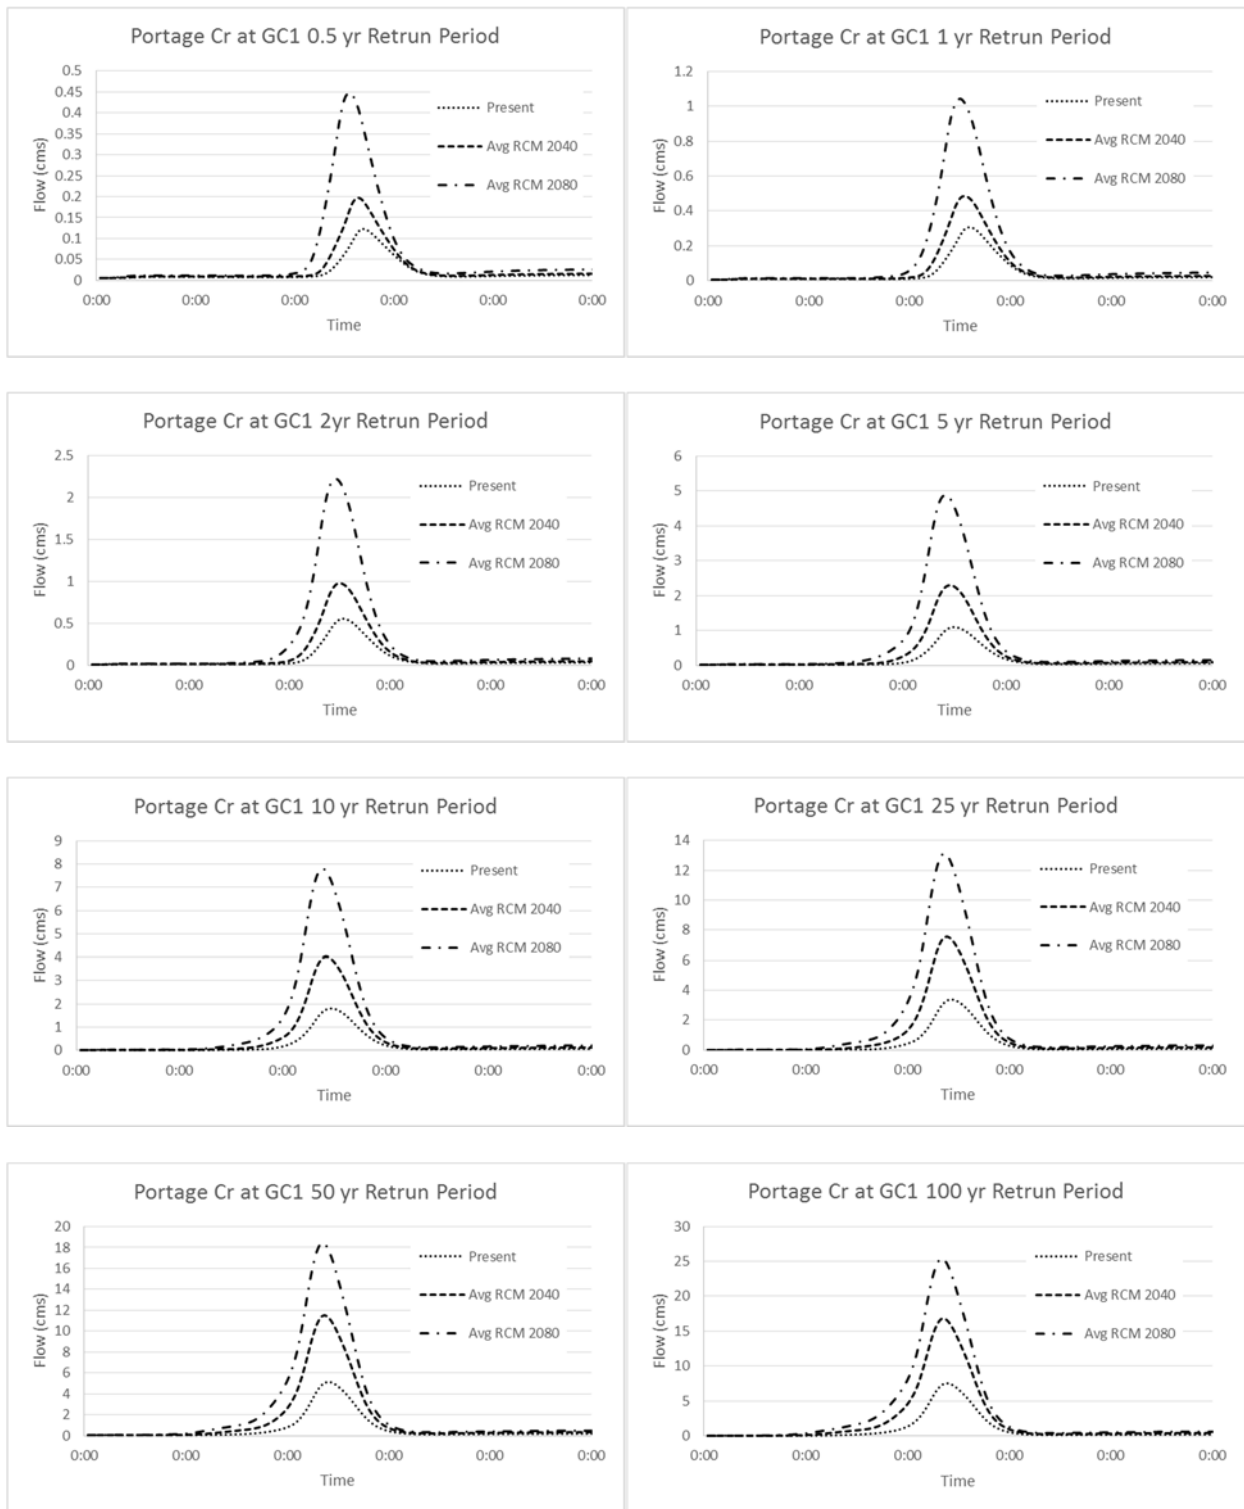 Portage Cr at GC1 0.5 yr Retrun Period
0.5
0.45
0.4
0.35
0.3
0.25
0.2
0.15
0.1
0.05
0
Flow (cms)
Present
Avg RCM 2040
Avg RCM 2080
0:00 0:00 0:00 0:00 0:00 0:00
Time
Portage Cr at GC1 1 yr Retrun Period
1.2
1
0.8
0.6
0.4
0.2
0
Flow (cms)
Present
Avg RCM 2040
Avg RCM 2080
0:00 0:00 0:00 0:00 0:00 0:00
Time
Portage Cr at GC1 2yr Retrun Period
2.5
2
1.5
1
0.5
0
Flow (cms)
Present
Avg RCM 2040
Avg RCM 2080
0:00 0:00 0:00 0:00 0:00 0:00
Time
Portage Cr at GC1 5 yr Retrun Period
6
5
4
3
2
1
0
Flow (cms)
Present
Avg RCM 2040
Avg RCM 2080
0:00 0:00 0:00 0:00 0:00 0:00
Time
Portage Cr at GC1 10 yr Retrun Period
9
8
7
6
5
4
3
2
1
0
Flow (cms)
Present
Avg RCM 2040
Avg RCM 2080
0:00 0:00 0:00 0:00 0:00 0:00
Time
Portage Cr at GC1 25 yr Retrun Period
14
12
10
8
6
4
2
0
Flow (cms)
Present
Avg RCM 2040
Avg RCM 2080
0:00 0:00 0:00 0:00 0:00 0:00
Time
Portage Cr at GC1 50 yr Retrun Period
20
18
16
14
12
10
8
6
4
2
0
Flow (cms)
Present
Avg RCM 2040
Avg RCM 2080
0:00 0:00 0:00 0:00 0:00 0:00
Time
Portage Cr at GC1 100 yr Retrun Period
30
25
20
15
10
5
0
Flow (cms)
Present
Avg RCM 2040
Avg RCM 2080
0:00 0:00 0:00 0:00 0:00 0:00
Time